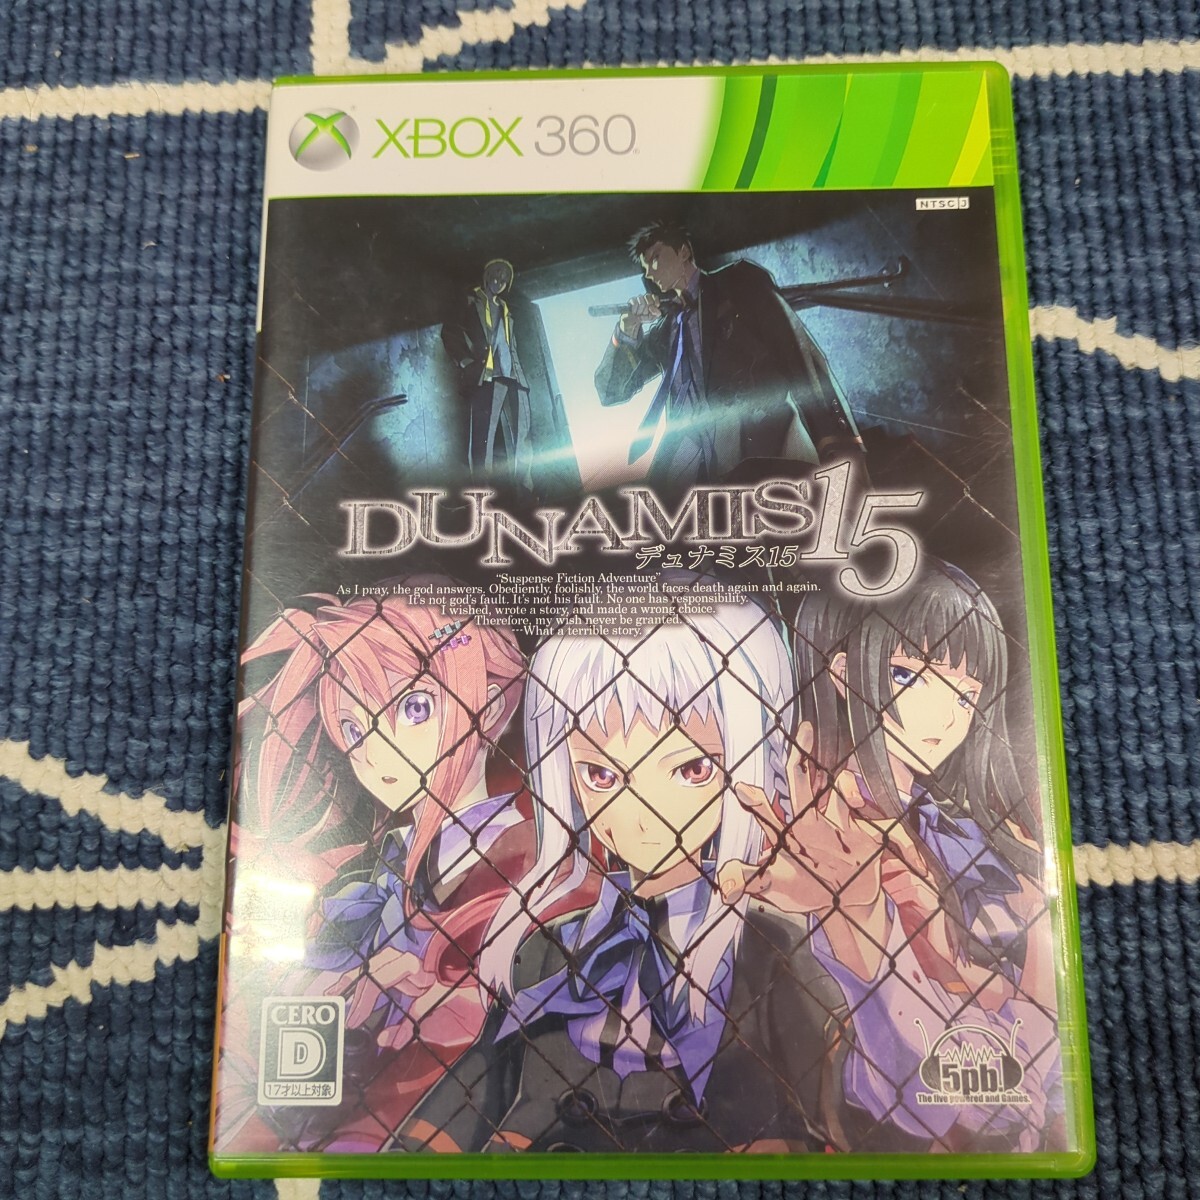 XBOX 360
NTSC J
DUNAMIS15
デュナミス15
"Suspense Fiction Adventure"
As I pray, the god answers. Obediently, foolishly, the world faces death again and again.
It's not god's fault. It's not his fault. No one has responsibility.
I wished, wrote a story, and made a wrong choice.
Therefore, my wish never be granted.
---What a terrible story.
CERO
D
17才以上対象
5pb.
The five powered and Games.